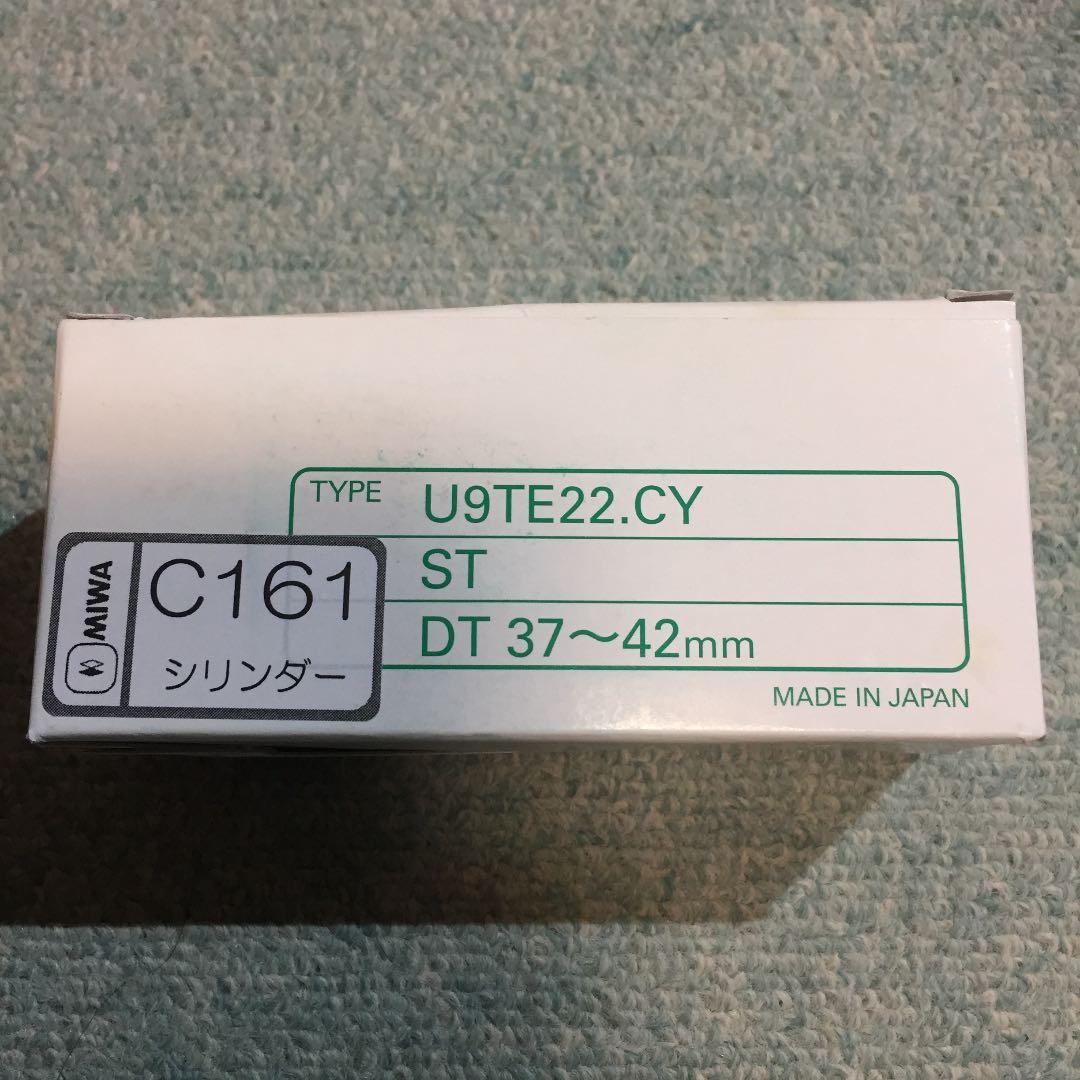 TYPE U9TE22.CY
ST
DT 37～42mm
MIWA
C161
シリンダー
MADE IN JAPAN